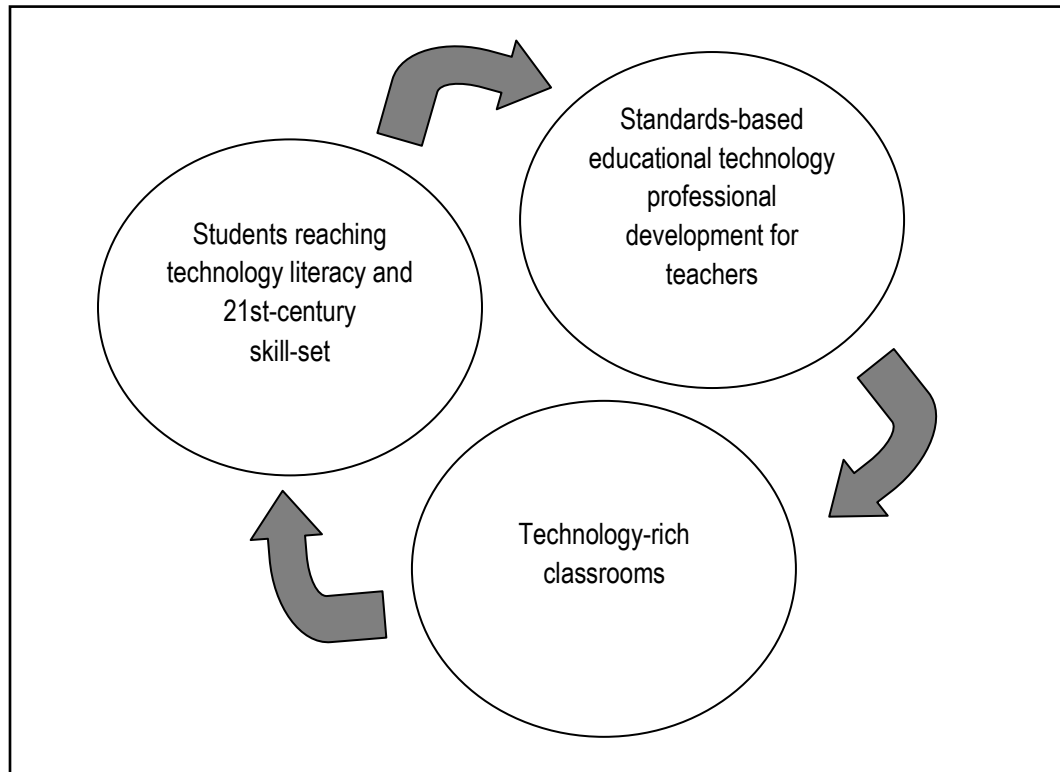 Students reaching
technology literacy and
21st-century
skill-set
Standards-based
educational technology
professional
development for
teachers
Technology-rich
classrooms